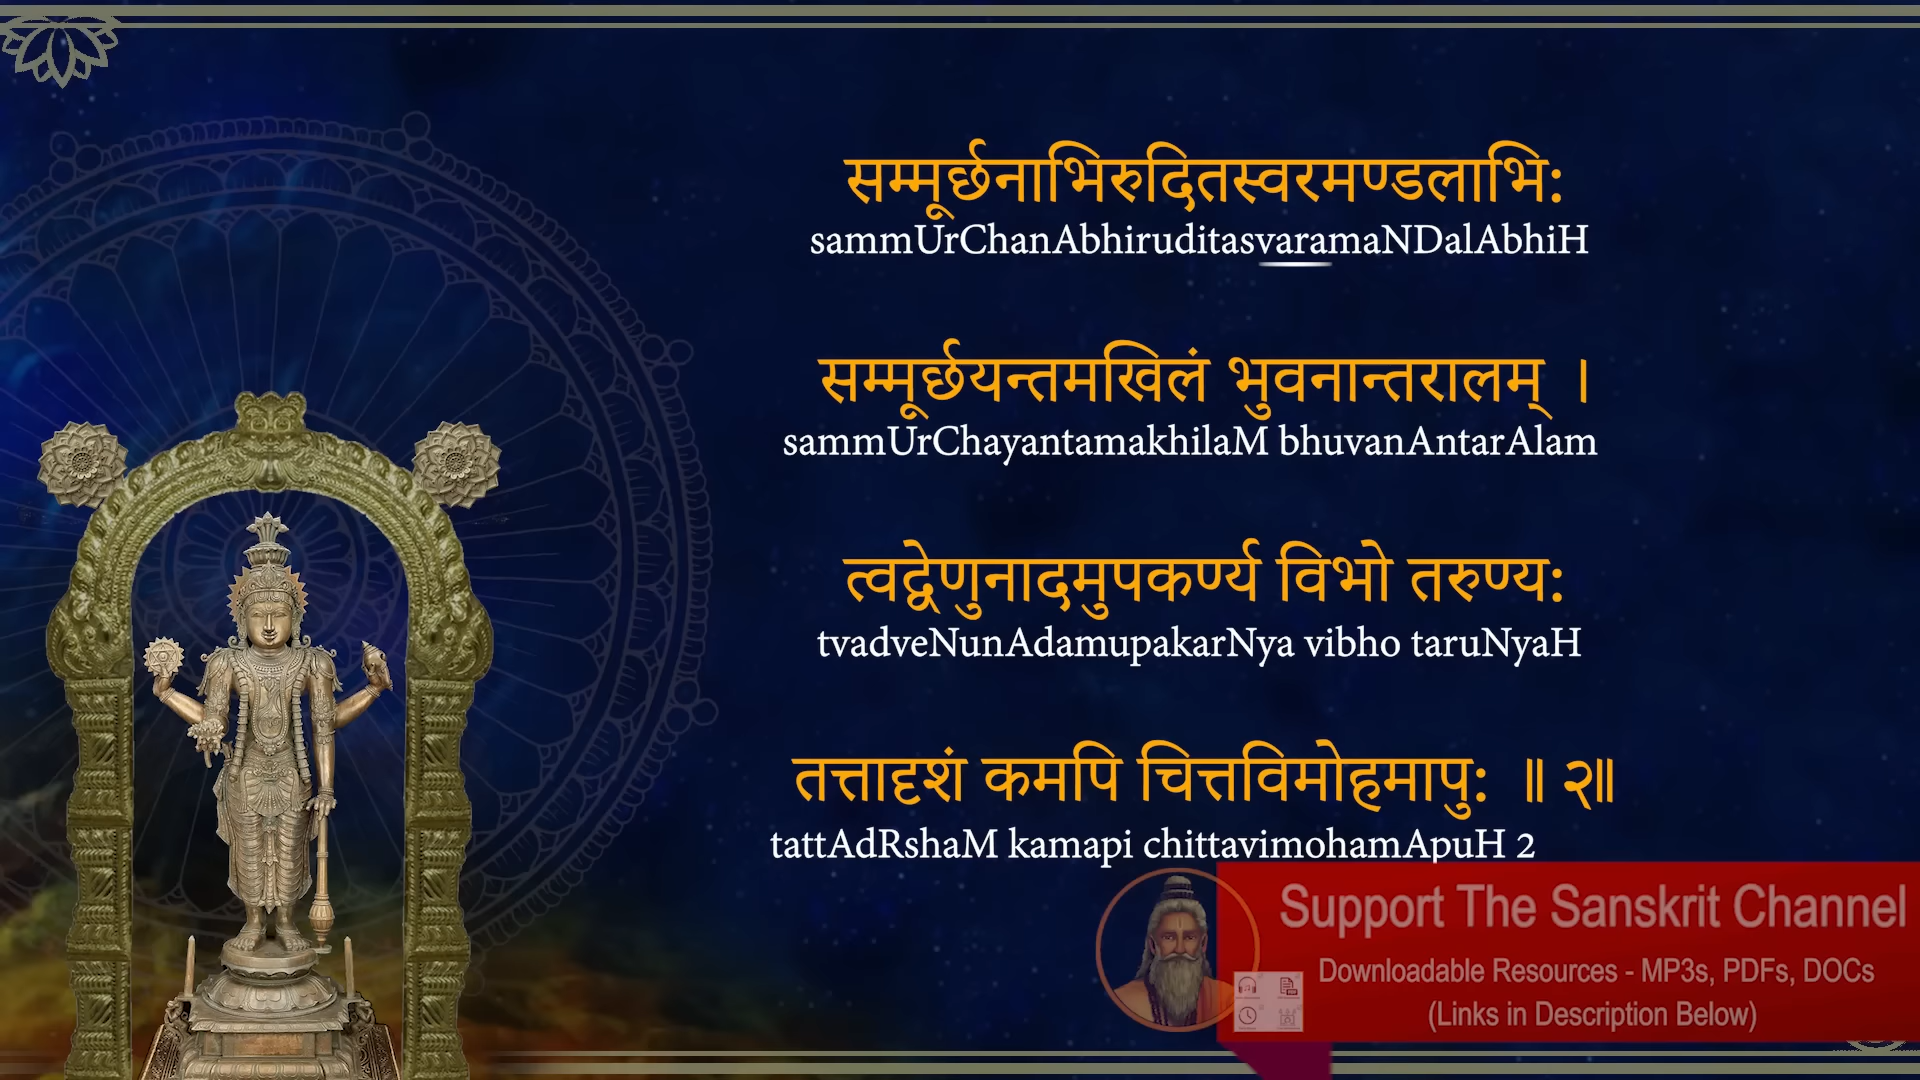 सम्मूर्छनाभिरुदितस्वरमण्डलाभिः
sammUrChanAbhiruditasvaramaNDalAbhiH
सम्मूर्छयन्तमखिलं भुवनान्तरालम् ।
sammUrChayantamakhilaM bhuvanAntarAlam
त्वद्वेणुनादमुपकर्ण्य विभो तरुण्यः
tvadveNunAdamupakarNya vibho taruNyaH
तत्तादृशं कमपि चित्तविमोहमापुः ॥ २॥
tattAdRshaM kamapi chittavimohamApuH 2
Support The Sanskrit Channel
Downloadable Resources - MP3s, PDFs, DOCs
(Links in Description Below)